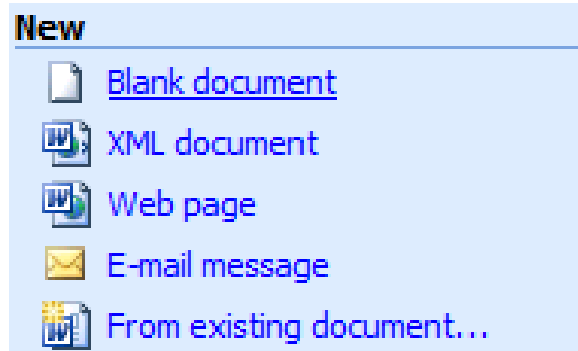 New
Blank document
XML document
Web page
E-mail message
From existing document...